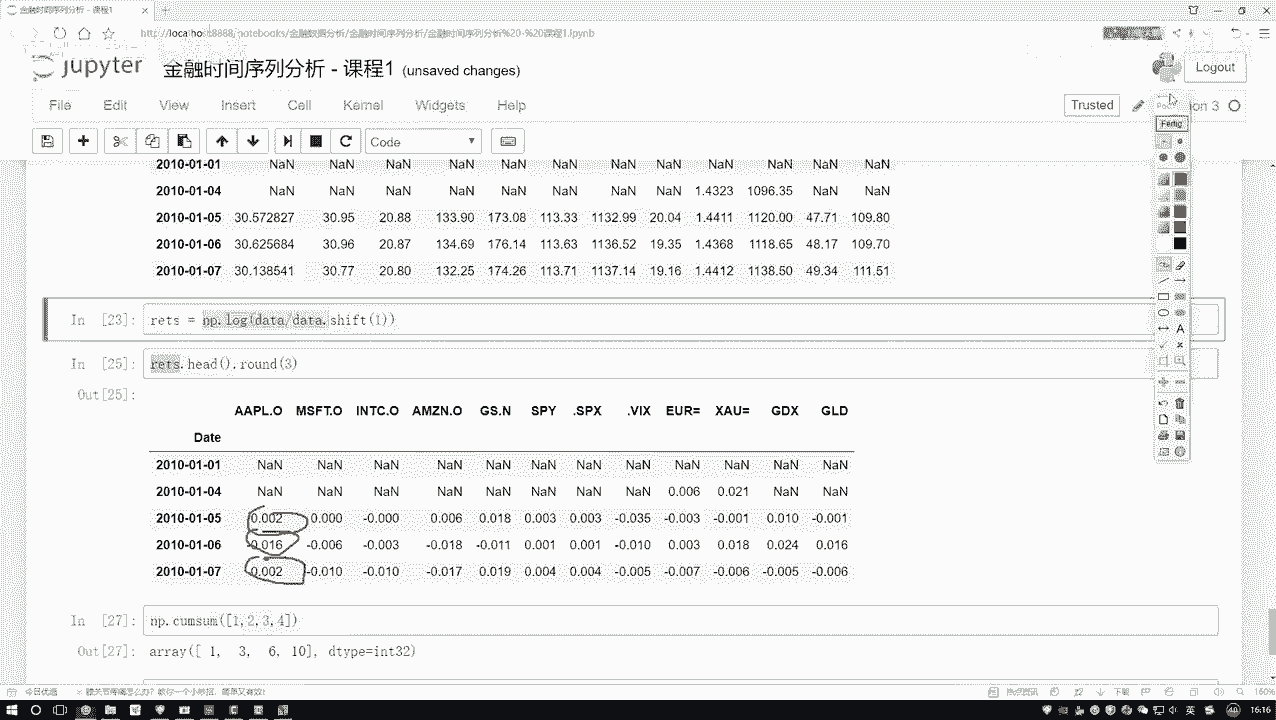 金融时间序列分析 - 课程1
http://localhost:8888/notebooks/金融数据分析/金融时间序列分析/金融时间序列分析%20-%20课程1.ipynb
jupyter 金融时间序列分析 - 课程1 (unsaved changes)
Logout
File Edit View Insert Cell Kernel Widgets Help Trusted
Code
2010-01-01 NaN NaN NaN NaN NaN NaN NaN NaN NaN NaN NaN NaN
2010-01-04 NaN NaN NaN NaN NaN NaN NaN NaN 1.4323 1096.35 NaN NaN
2010-01-05 30.572827 30.95 20.88 133.90 173.08 113.33 1132.99 20.04 1.4411 1120.00 47.71 109.80
2010-01-06 30.625684 30.96 20.87 134.69 176.14 113.63 1136.52 19.35 1.4368 1118.65 48.17 109.70
2010-01-07 30.138541 30.77 20.80 132.25 174.26 113.71 1137.14 19.16 1.4412 1138.50 49.34 111.51
In [23]: rets = np.log(data/data.shift(1))
In [25]: rets.head().round(3)
Out[25]:
AAPL.O MSFT.O INTC.O AMZN.O GS.N SPY .SPX .VIX EUR= XAU= GDX GLD
Date
2010-01-01 NaN NaN NaN NaN NaN NaN NaN NaN NaN NaN NaN NaN
2010-01-04 NaN NaN NaN NaN NaN NaN NaN NaN 0.006 0.021 NaN NaN
2010-01-05 0.002 0.000 -0.000 0.006 0.018 0.003 0.003 -0.035 -0.003 -0.001 0.010 -0.001
2010-01-06 -0.016 -0.006 -0.003 -0.018 -0.011 0.001 0.001 -0.010 0.003 0.018 0.024 0.016
2010-01-07 0.002 -0.010 -0.010 -0.017 0.019 0.004 0.004 -0.005 -0.007 -0.006 -0.005 -0.006
In [27]: np.cumsum([1,2,3,4])
Out[27]: array([ 1, 3, 6, 10], dtype=int32)
今日优选
下载
160%
英
16:16